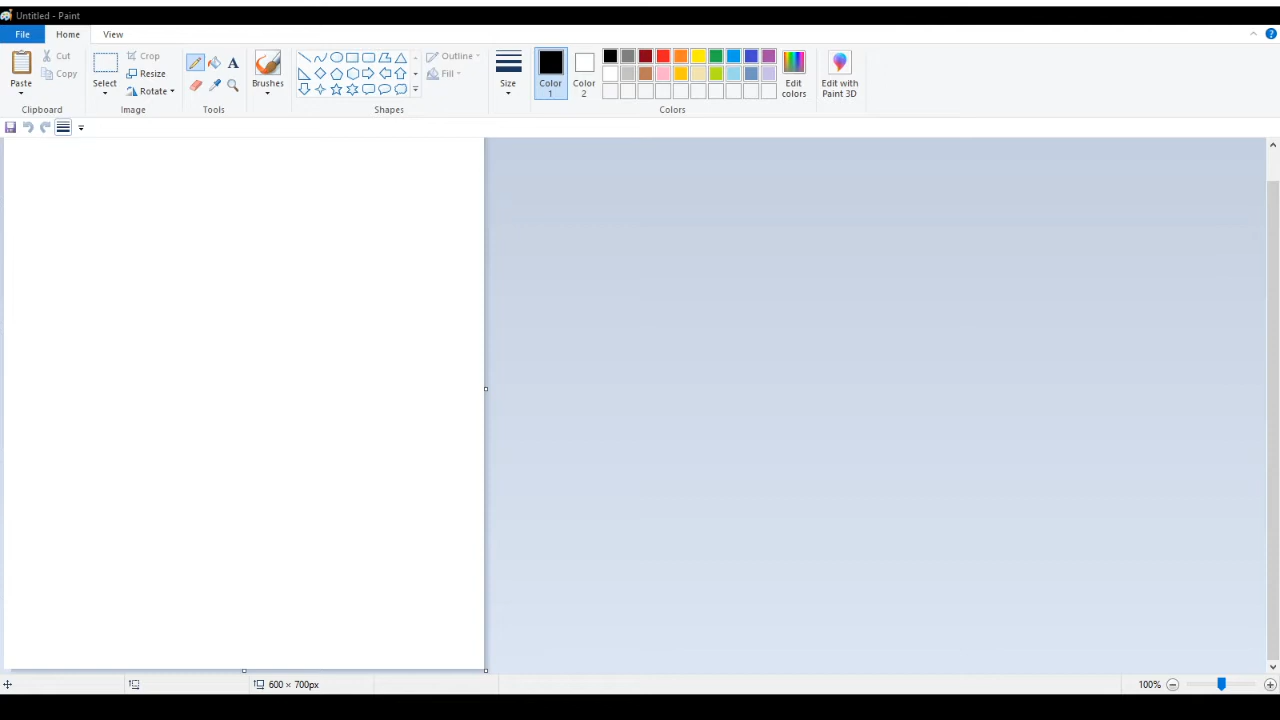 Untitled - Paint
File Home View
Paste
Cut
Copy
Clipboard
Select
Crop
Resize
Rotate
Image
A
Tools
Brushes
Shapes
Outline
Fill
Size
Color 1
Color 2
Edit colors
Colors
Edit with Paint 3D
600 × 700px
100%